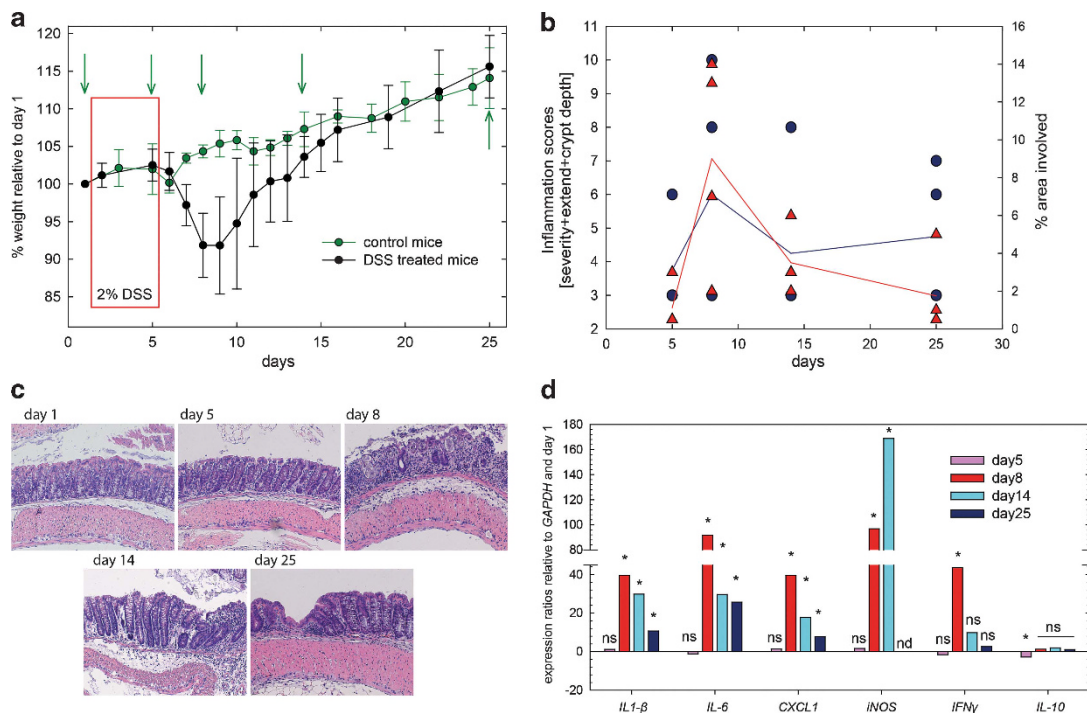 a
120
115
110
105
100
95
90
85
% weight relative to day 1
control mice
DSS treated mice
2% DSS
0 5 10 15 20 25
days
b
11
10
9
8
7
6
5
4
3
2
Inflammation scores
[severity+extend+crypt depth]
16
14
12
10
8
6
4
2
0
% area involved
0 5 10 15 20 25 30
days
c
day 1
day 5
day 8
day 14
day 25
d
180
160
140
120
100
80
40
20
0
-20
expression ratios relative to GAPDH and day 1
day5
day8
day14
day25
ns * * *
ns * * *
ns * * *
ns * * nd
ns * ns ns
* ns
IL1-β IL-6 CXCL1 iNOS IFNγ IL-10